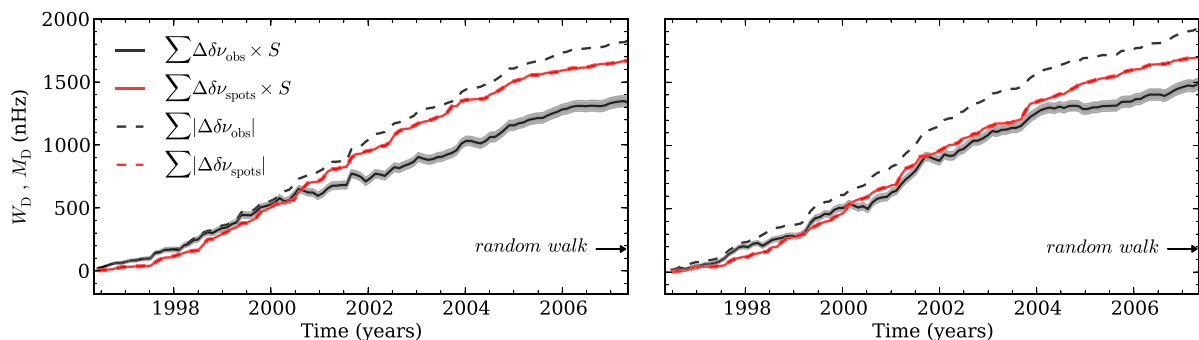 2000
1500
1000
500
0
W_D , M_D (nHz)
∑Δδν_obs × S
∑Δδν_spots × S
∑|Δδν_obs|
∑|Δδν_spots|
random walk
1998 2000 2002 2004 2006
Time (years)
random walk
1998 2000 2002 2004 2006
Time (years)